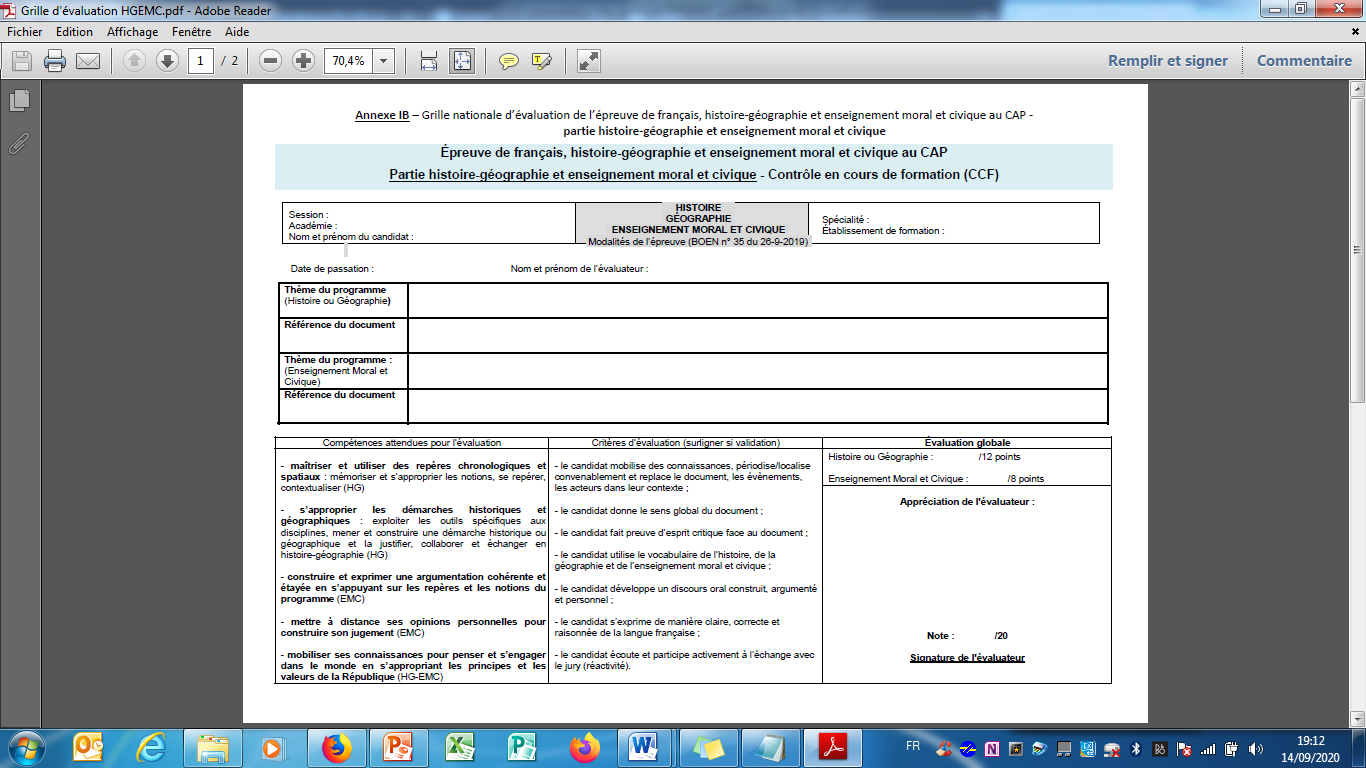 Grille d'évaluation HGEMC.pdf - Adobe Reader
Fichier Edition Affichage Fenêtre Aide
1 / 2 70,4% Remplir et signer Commentaire
Annexe IB – Grille nationale d'évaluation de l'épreuve de français, histoire-géographie et enseignement moral et civique au CAP -
partie histoire-géographie et enseignement moral et civique
Épreuve de français, histoire-géographie et enseignement moral et civique au CAP
Partie histoire-géographie et enseignement moral et civique - Contrôle en cours de formation (CCF)
Session :
Académie :
Nom et prénom du candidat :
HISTOIRE
GÉOGRAPHIE
ENSEIGNEMENT MORAL ET CIVIQUE
Modalités de l'épreuve (BOEN n° 35 du 26-9-2019)
Spécialité :
Établissement de formation :
Date de passation : Nom et prénom de l'évaluateur :
Thème du programme
(Histoire ou Géographie)
Référence du document
Thème du programme :
(Enseignement Moral et
Civique)
Référence du document
Compétences attendues pour l'évaluation
- maîtriser et utiliser des repères chronologiques et
spatiaux : mémoriser et s'approprier les notions, se repérer,
contextualiser (HG)
- s'approprier les démarches historiques et
géographiques : exploiter les outils spécifiques aux
disciplines, mener et construire une démarche historique ou
géographique et la justifier, collaborer et échanger en
histoire-géographie (HG)
- construire et exprimer une argumentation cohérente et
étayée en s'appuyant sur les repères et les notions du
programme (EMC)
- mettre à distance ses opinions personnelles pour
construire son jugement (EMC)
- mobiliser ses connaissances pour penser et s'engager
dans le monde en s'appropriant les principes et les
valeurs de la République (HG-EMC)
Critères d'évaluation (surligner si validation)
- le candidat mobilise des connaissances, périodise/localise
convenablement et replace le document, les évènements,
les acteurs dans leur contexte ;
- le candidat donne le sens global du document ;
- le candidat fait preuve d'esprit critique face au document ;
- le candidat utilise le vocabulaire de l'histoire, de la
géographie et de l'enseignement moral et civique ;
- le candidat développe un discours oral construit, argumenté
et personnel ;
- le candidat s'exprime de manière claire, correcte et
raisonnée de la langue française ;
- le candidat écoute et participe activement à l'échange avec
le jury (réactivité).
Évaluation globale
Histoire ou Géographie : /12 points
Enseignement Moral et Civique : /8 points
Appréciation de l'évaluateur :
Note : /20
Signature de l'évaluateur
FR
19:12
14/09/2020